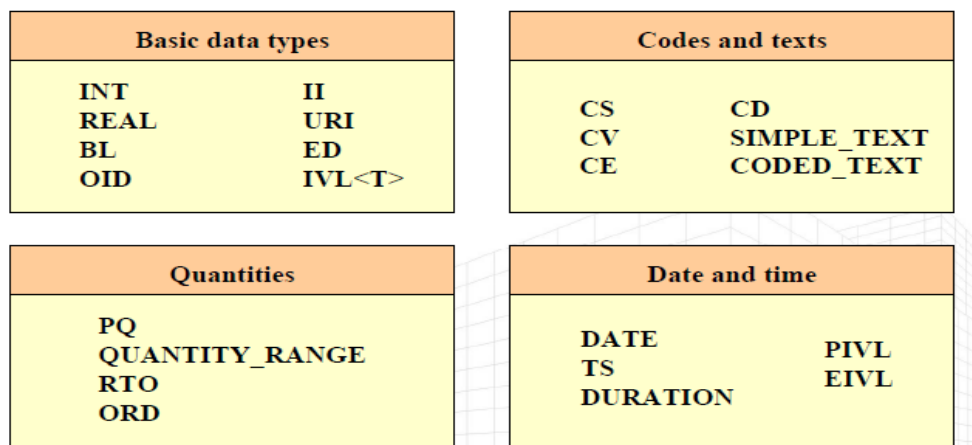 Basic data types
INT II
REAL URI
BL ED
OID IVL<T>
Codes and texts
CS CD
CV SIMPLE_TEXT
CE CODED_TEXT
Quantities
PQ
QUANTITY_RANGE
RTO
ORD
Date and time
DATE
TS
DURATION
PIVL
EIVL